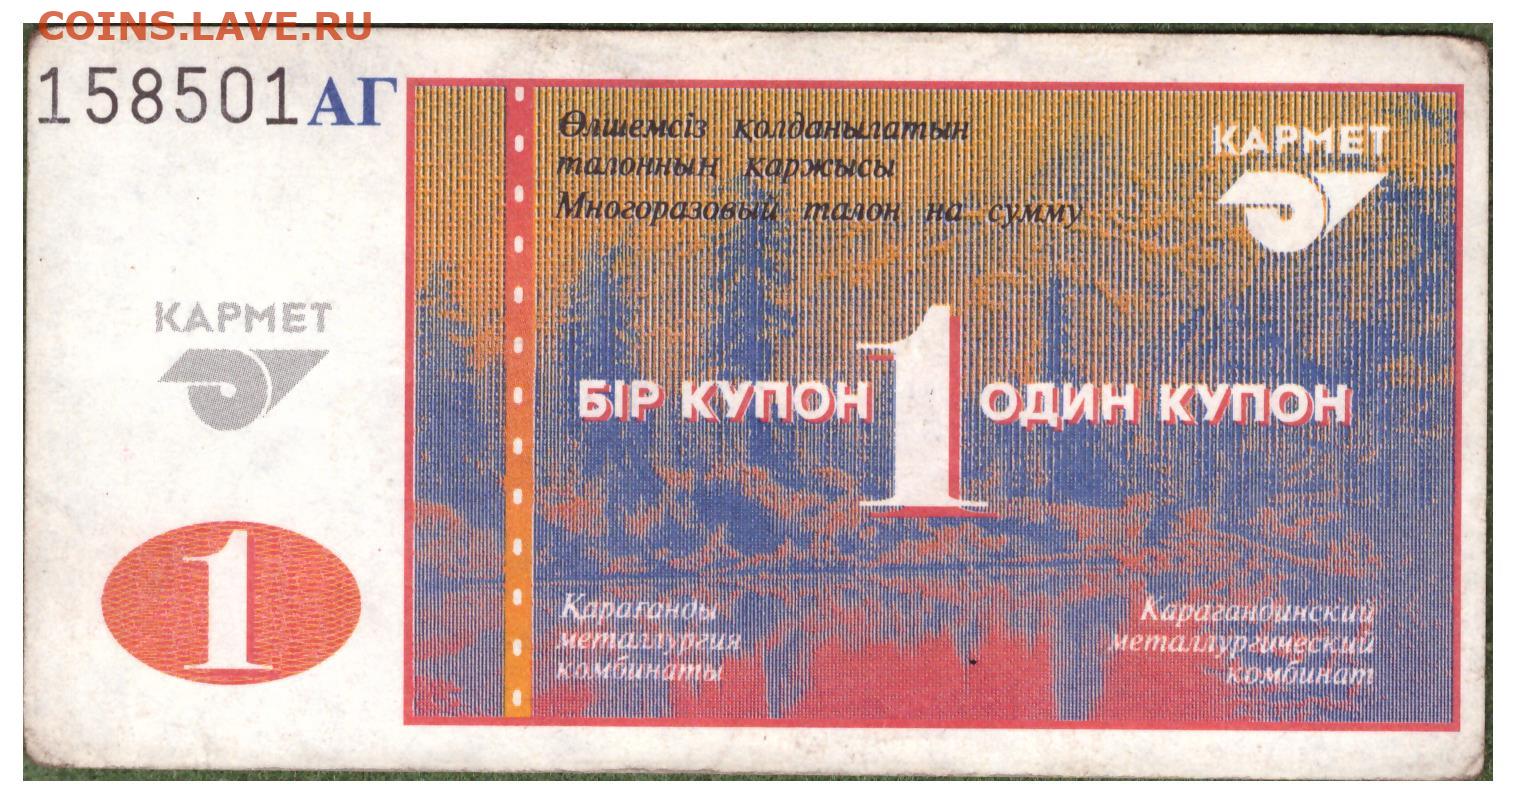 COINS.LAVE.RU
158501АГ
Өлшемсіз қолданылатын
талонның қаржысы
Многоразовый талон на сумму
КАРМЕТ
КАРМЕТ
БІР КУПОН 1 ОДИН КУПОН
1
Қарағанды
металлургия
комбинаты
Карагандинский
металлургический
комбинат